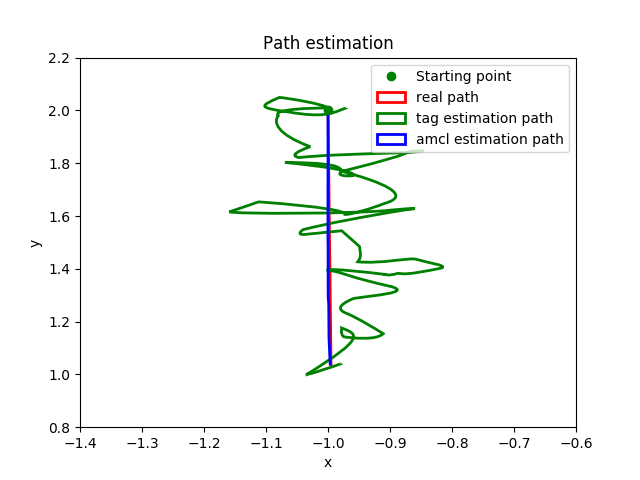 Path estimation
Starting point
real path
tag estimation path
amcl estimation path
2.2
2.0
1.8
1.6
1.4
1.2
1.0
0.8
y
−1.4 −1.3 −1.2 −1.1 −1.0 −0.9 −0.8 −0.7 −0.6
x